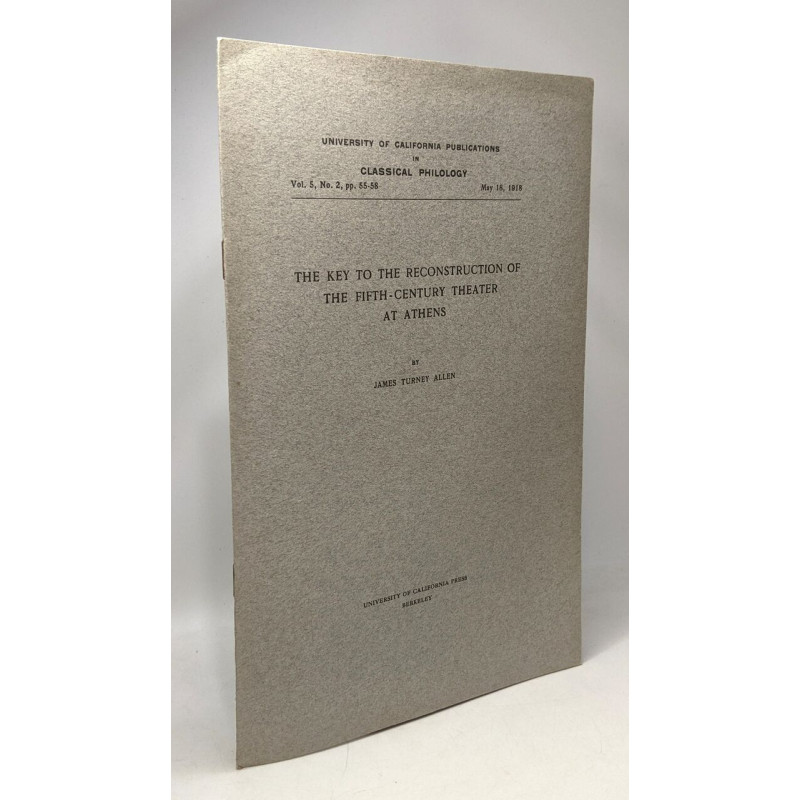 UNIVERSITY OF CALIFORNIA PUBLICATIONS
IN
CLASSICAL PHILOLOGY
Vol. 5, No. 2, pp. 55-58 May 18, 1918
THE KEY TO THE RECONSTRUCTION OF
THE FIFTH-CENTURY THEATER
AT ATHENS
BY
JAMES TURNEY ALLEN
UNIVERSITY OF CALIFORNIA PRESS
BERKELEY